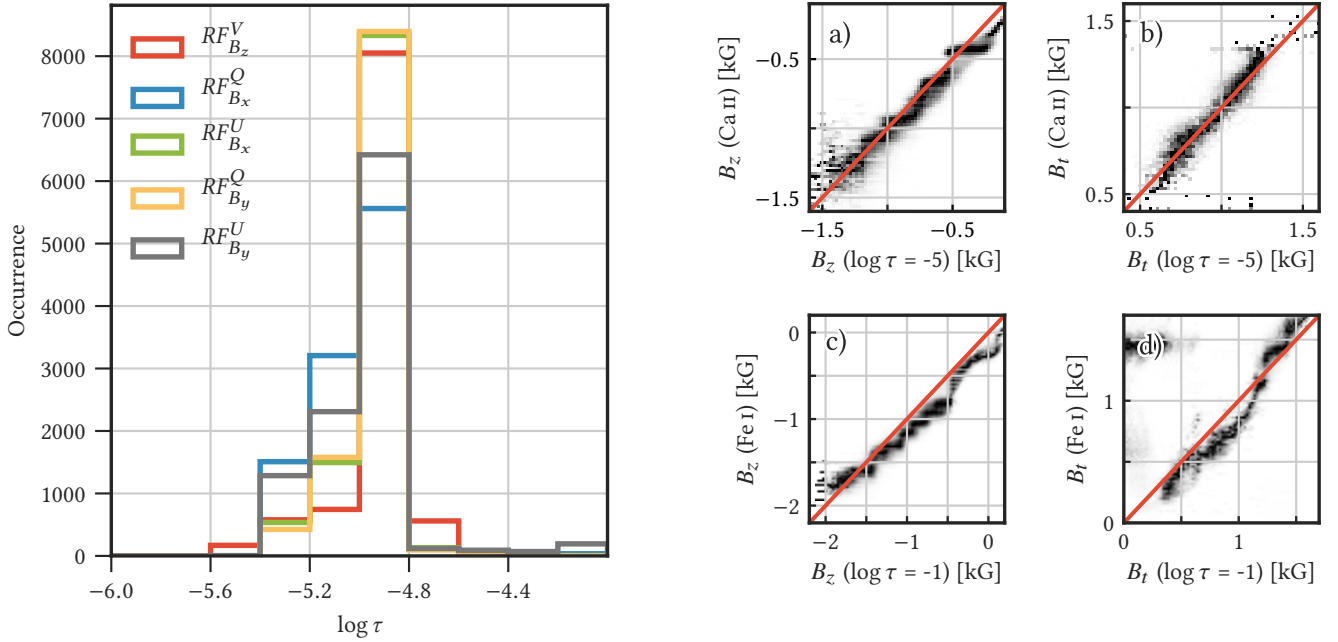 Occurrence
8000
7000
6000
5000
4000
3000
2000
1000
0
−6.0 −5.6 −5.2 −4.8 −4.4
log τ
RF^V_{B_z}
RF^Q_{B_x}
RF^U_{B_x}
RF^Q_{B_y}
RF^U_{B_y}
a)
B_z (Ca II) [kG]
−0.5
−1.0
−1.5
−1.5 −0.5
B_z (log τ = -5) [kG]
b)
B_t (Ca II) [kG]
1.5
1.0
0.5
0.5 1.5
B_t (log τ = -5) [kG]
c)
B_z (Fe I) [kG]
0
−1
−2
−2 −1 0
B_z (log τ = -1) [kG]
d)
B_t (Fe I) [kG]
1
0
0 1
B_t (log τ = -1) [kG]